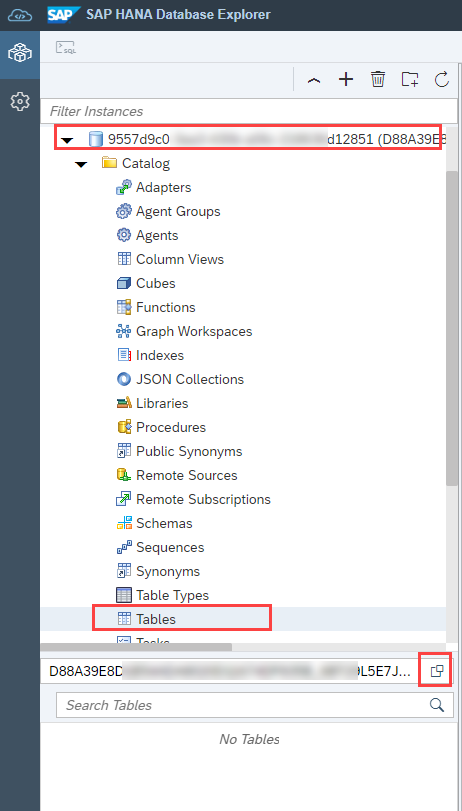 SAP SAP HANA Database Explorer
SQL
Filter Instances
9557d9c0 d12851 (D88A39E8
Catalog
Adapters
Agent Groups
Agents
Column Views
Cubes
Functions
Graph Workspaces
Indexes
JSON Collections
Libraries
Procedures
Public Synonyms
Remote Sources
Remote Subscriptions
Schemas
Sequences
Synonyms
Table Types
Tables
Tasks
D88A39E8D 9L5E7J...
Search Tables
No Tables